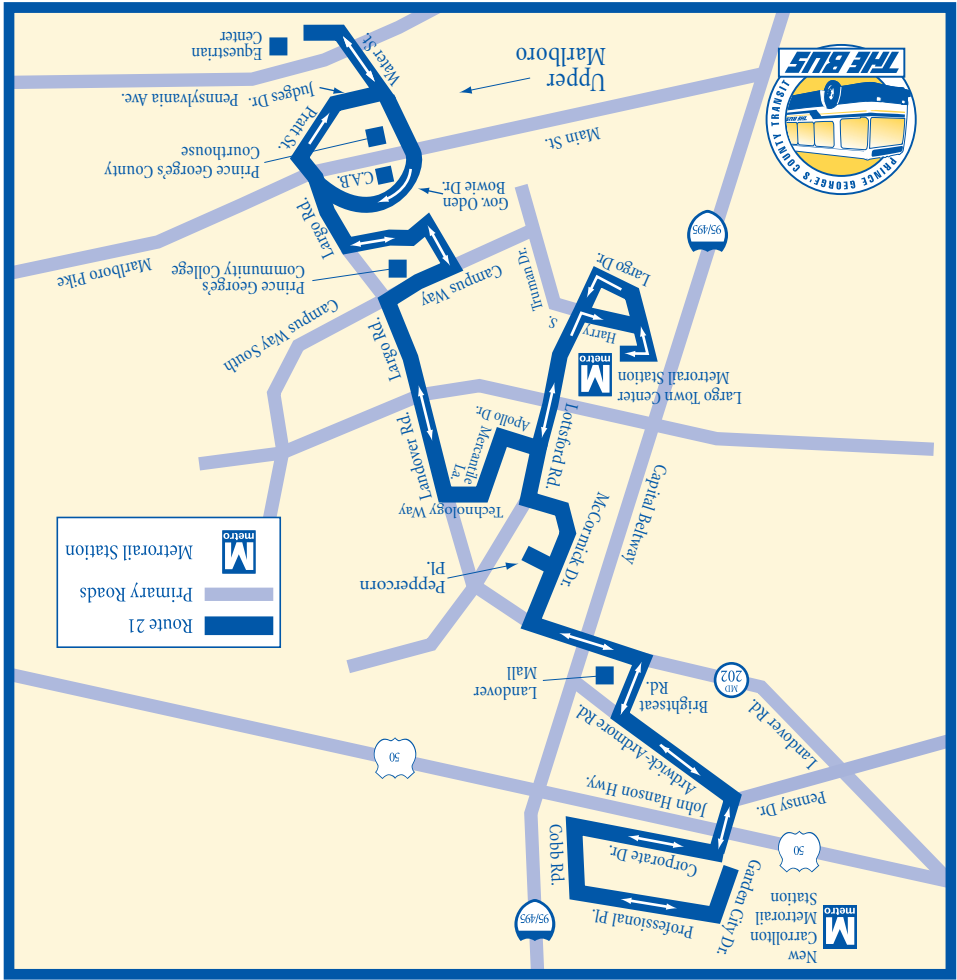 New
Carrollton
Metrorail
Station
M
metro
Garden City Dr.
Professional Pl.
95/495
Corporate Dr.
Cobb Rd.
50
Pennsy Dr.
John Hanson Hwy.
50
Landover Rd.
Ardwick-Ardmore Rd.
MD
202
Brightseat
Rd.
Landover
Mall
Route 21
Primary Roads
Metrorail Station
M
metro
Peppercorn
Pl.
McCormick Dr.
Capital Beltway
Technology Way
Mercantile
La.
Apollo Dr.
Lottsford Rd.
Landover Rd.
Largo Town Center
Metrorail Station
M
metro
Harry
S.
Truman Dr.
Largo Dr.
Largo Rd.
Campus Way South
Campus Way
Prince George's
Community College
95/495
Marlboro Pike
Largo Rd.
Gov. Oden
Bowie Dr.
C.A.B.
Prince George's County
Courthouse
Main St.
Pratt St.
Judges Dr.
Pennsylvania Ave.
Upper
Marlboro
Water St.
Equestrian
Center
PRINCE GEORGE'S COUNTY TRANSIT
THE BUS
THE BUS